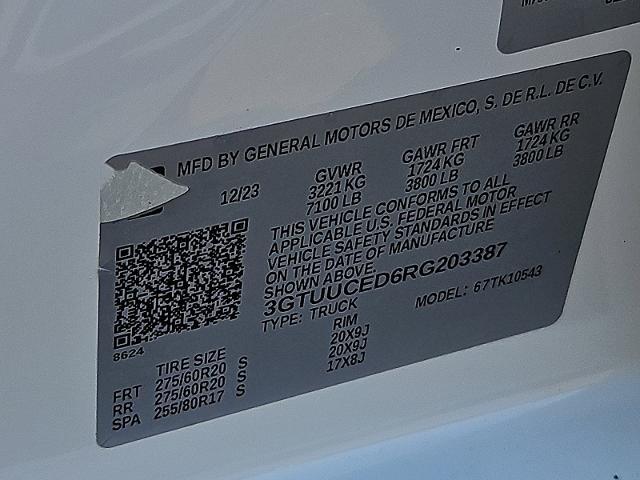 MFD BY GENERAL MOTORS DE MEXICO, S. DE R.L. DE C.V.
12/23 GVWR GAWR FRT GAWR RR
3221 KG 1724 KG 1724 KG
7100 LB 3800 LB 3800 LB
THIS VEHICLE CONFORMS TO ALL
APPLICABLE U.S. FEDERAL MOTOR
VEHICLE SAFETY STANDARDS IN EFFECT
ON THE DATE OF MANUFACTURE
SHOWN ABOVE.
3GTUUCED6RG203387
TYPE: TRUCK MODEL: 67TK10543
8624
TIRE SIZE RIM
FRT 275/60R20 S 20X9J
RR 275/60R20 S 20X9J
SPA 255/80R17 S 17X8J